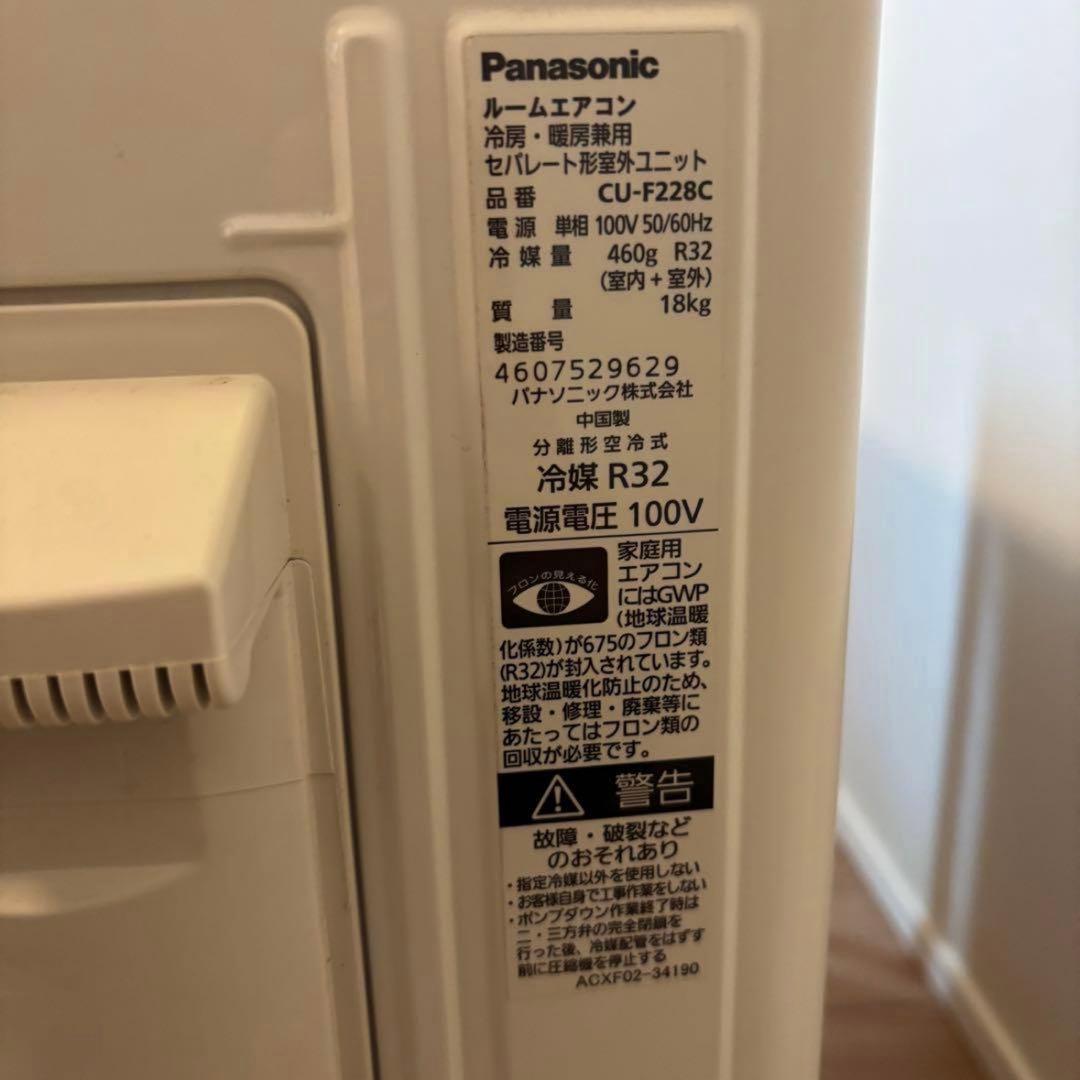 Panasonic
ルームエアコン
冷房・暖房兼用
セパレート形室外ユニット
品番 CU-F228C
電源 単相 100V 50/60Hz
冷媒量 460g R32
(室内+室外)
質量 18kg
製造番号
4607529629
パナソニック株式会社
中国製
分離形空冷式
冷媒 R32
電源電圧 100V
フロンの見える化
家庭用
エアコン
にはGWP
(地球温暖
化係数)が675のフロン類
(R32)が封入されています。
地球温暖化防止のため、
移設・修理・廃棄等に
あたってはフロン類の
回収が必要です。
警告
故障・破裂など
のおそれあり
・指定冷媒以外を使用しない
・お客様自身で工事作業をしない
・ポンプダウン作業終了時は
二・三方弁の完全閉鎖を
行った後、冷媒配管をはずす
前に圧縮機を停止する
ACXF02-34190